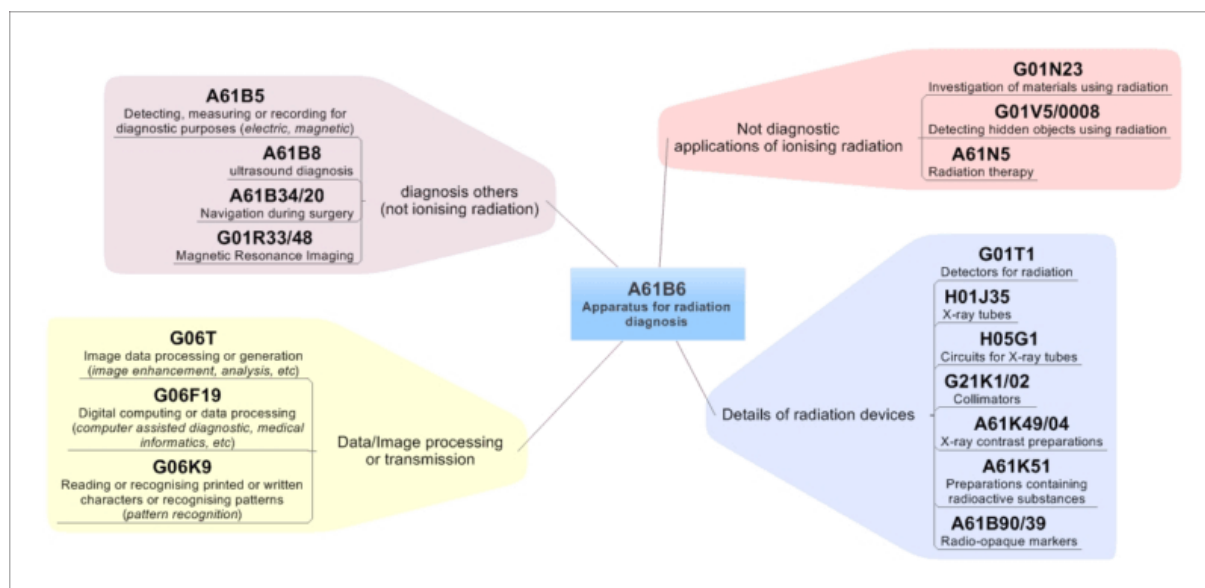 A61B5
Detecting, measuring or recording for
diagnostic purposes (electric, magnetic)
A61B8
ultrasound diagnosis
A61B34/20
Navigation during surgery
G01R33/48
Magnetic Resonance Imaging
diagnosis others
(not ionising radiation)
G01N23
Investigation of materials using radiation
G01V5/0008
Detecting hidden objects using radiation
A61N5
Radiation therapy
Not diagnostic
applications of ionising radiation
A61B6
Apparatus for radiation
diagnosis
G06T
Image data processing or generation
(image enhancement, analysis, etc)
G06F19
Digital computing or data processing
(computer assisted diagnostic, medical
informatics, etc)
G06K9
Reading or recognising printed or written
characters or recognising patterns
(pattern recognition)
Data/Image processing
or transmission
Details of radiation devices
G01T1
Detectors for radiation
H01J35
X-ray tubes
H05G1
Circuits for X-ray tubes
G21K1/02
Collimators
A61K49/04
X-ray contrast preparations
A61K51
Preparations containing
radioactive substances
A61B90/39
Radio-opaque markers